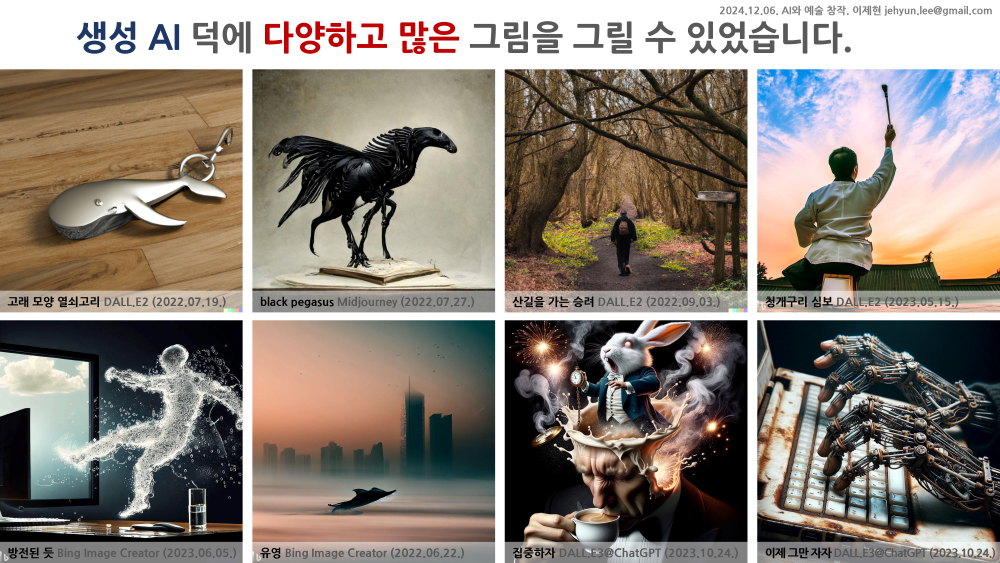 2024.12.06. AI와 예술 창작. 이제현 jehyun.lee@gmail.com
생성 AI 덕에 다양하고 많은 그림을 그릴 수 있었습니다.
고래 모양 열쇠고리 DALL.E2 (2022.07.19.)
black pegasus Midjourney (2022.07.27.)
산길을 가는 승려 DALL.E2 (2022.09.03.)
청개구리 심보 DALL.E2 (2023.05.15.)
방전된 듯 Bing Image Creator (2023.06.05.)
유영 Bing Image Creator (2022.06.22.)
집중하자 DALL.E3@ChatGPT (2023.10.24.)
이제 그만 자자 DALL.E3@ChatGPT (2023.10.24.)